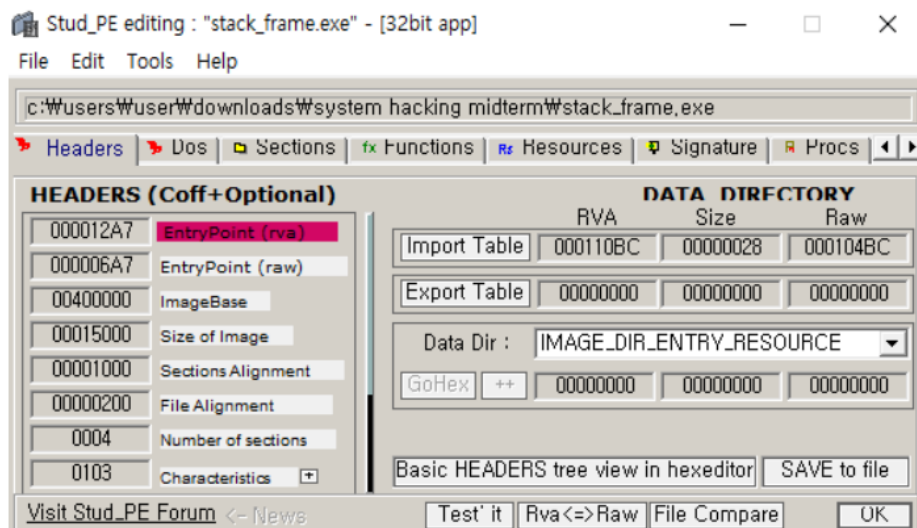 Stud_PE editing : "stack_frame.exe" - [32bit app]
File Edit Tools Help
c:₩users₩user₩downloads₩system hacking midterm₩stack_frame.exe
Headers Dos Sections fx Functions Rs Resources Signature Procs
HEADERS (Coff+Optional)
000012A7 EntryPoint (rva)
000006A7 EntryPoint (raw)
00400000 ImageBase
00015000 Size of Image
00001000 Sections Alignment
00000200 File Alignment
0004 Number of sections
0103 Characteristics +
DATA DIRECTORY
RVA Size Raw
Import Table 000110BC 00000028 000104BC
Export Table 00000000 00000000 00000000
Data Dir : IMAGE_DIR_ENTRY_RESOURCE
GoHex ++ 00000000 00000000 00000000
Basic HEADERS tree view in hexeditor SAVE to file
Visit Stud_PE Forum <- News Test' it Rva<=>Raw File Compare OK